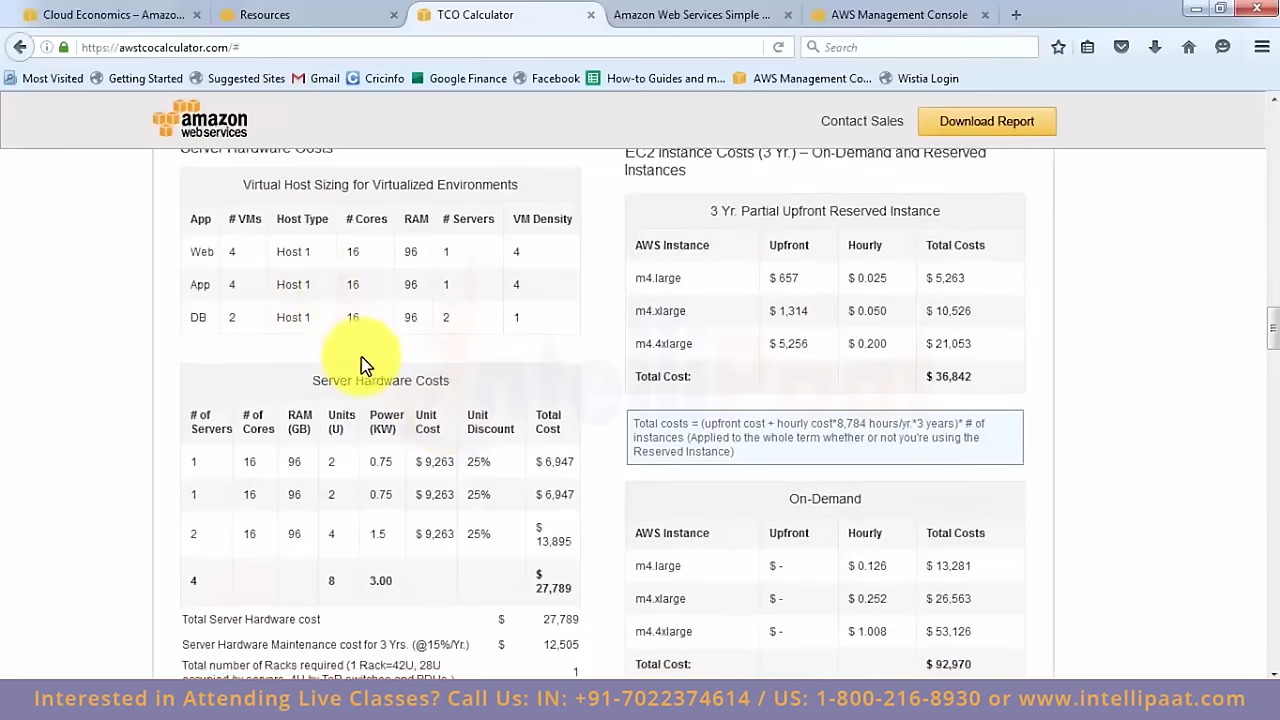 Cloud Economics – Amazo...
Resources
TCO Calculator
Amazon Web Services Simple ...
AWS Management Console
https://awstcocalculator.com/#
Search
Most Visited
Getting Started
Suggested Sites
Gmail
Cricinfo
Google Finance
Facebook
How-to Guides and m...
AWS Management Co...
Wistia Login
amazon
web services
Contact Sales
Download Report
Server Hardware Costs
Virtual Host Sizing for Virtualized Environments
App # VMs Host Type # Cores RAM # Servers VM Density
Web 4 Host 1 16 96 1 4
App 4 Host 1 16 96 1 4
DB 2 Host 1 16 96 2 1
Server Hardware Costs
# of Servers # of Cores RAM (GB) Units (U) Power (KW) Unit Cost Unit Discount Total Cost
1 16 96 2 0.75 $ 9,263 25% $ 6,947
1 16 96 2 0.75 $ 9,263 25% $ 6,947
2 16 96 4 1.5 $ 9,263 25% $ 13,895
4 8 3.00 $ 27,789
Total Server Hardware cost $ 27,789
Server Hardware Maintenance cost for 3 Yrs. (@15%/Yr.) $ 12,505
Total number of Racks required (1 Rack=42U, 28U 1
occupied by servers, 4U by ToR switches and PDUs.)
EC2 Instance Costs (3 Yr.) – On-Demand and Reserved
Instances
3 Yr. Partial Upfront Reserved Instance
AWS Instance Upfront Hourly Total Costs
m4.large $ 657 $ 0.025 $ 5,263
m4.xlarge $ 1,314 $ 0.050 $ 10,526
m4.4xlarge $ 5,256 $ 0.200 $ 21,053
Total Cost: $ 36,842
Total costs = (upfront cost + hourly cost*8,784 hours/yr.*3 years)* # of
instances (Applied to the whole term whether or not you're using the
Reserved Instance)
On-Demand
AWS Instance Upfront Hourly Total Costs
m4.large $ - $ 0.126 $ 13,281
m4.xlarge $ - $ 0.252 $ 26,563
m4.4xlarge $ - $ 1.008 $ 53,126
Total Cost: $ 92,970
Interested in Attending Live Classes? Call Us: IN: +91-7022374614 / US: 1-800-216-8930 or www.intellipaat.com